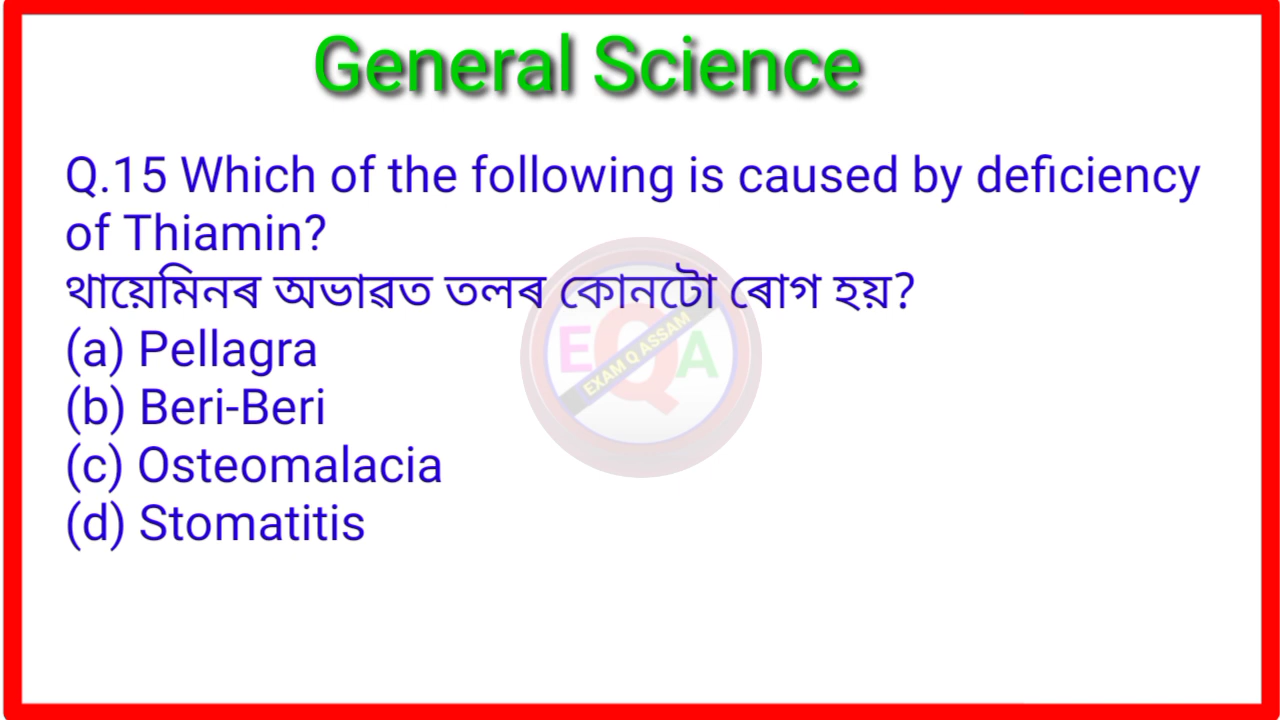 General Science
Q.15 Which of the following is caused by deficiency
of Thiamin?
থায়েমিনৰ অভাৱত তলৰ কোনটো ৰোগ হয়?
(a) Pellagra
(b) Beri-Beri
(c) Osteomalacia
(d) Stomatitis
EQA
EXAM Q ASSAM